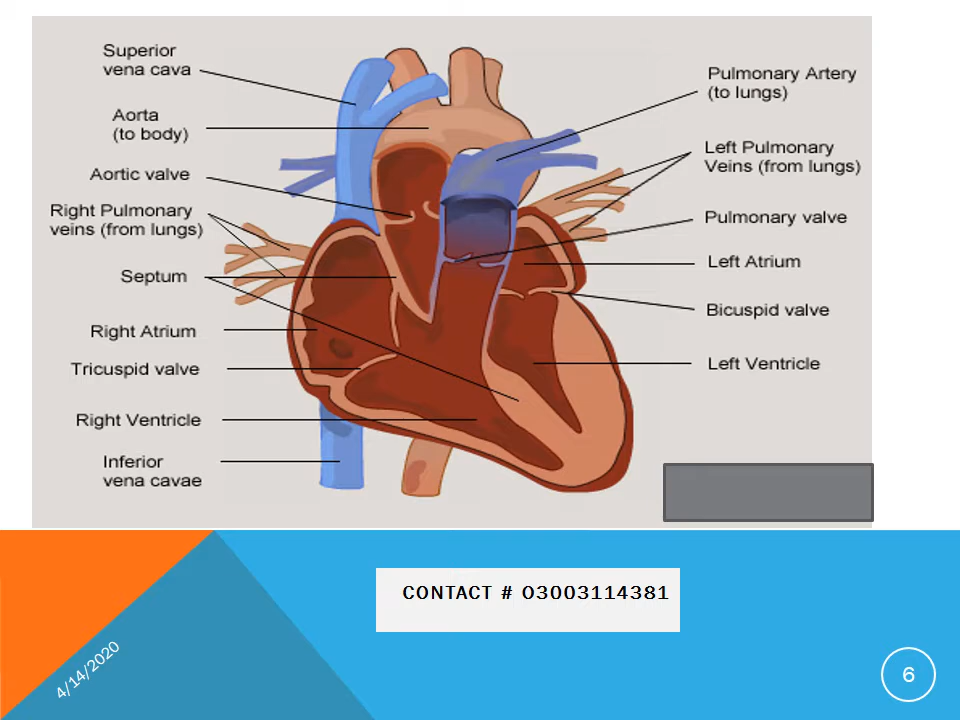 Superior
vena cava
Aorta
(to body)
Aortic valve
Right Pulmonary
veins (from lungs)
Septum
Right Atrium
Tricuspid valve
Right Ventricle
Inferior
vena cavae
Pulmonary Artery
(to lungs)
Left Pulmonary
Veins (from lungs)
Pulmonary valve
Left Atrium
Bicuspid valve
Left Ventricle
CONTACT # 03003114381
4/14/2020
6